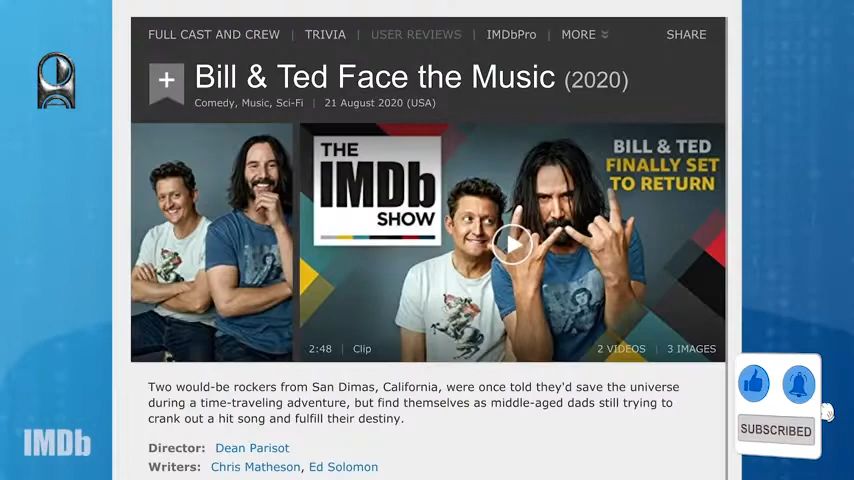 FULL CAST AND CREW | TRIVIA | USER REVIEWS | IMDbPro | MORE | SHARE
+ Bill & Ted Face the Music (2020)
Comedy, Music, Sci-Fi | 21 August 2020 (USA)
THE
IMDb
SHOW
BILL & TED
FINALLY SET
TO RETURN
2:48 | Clip
2 VIDEOS | 3 IMAGES
Two would-be rockers from San Dimas, California, were once told they'd save the universe
during a time-traveling adventure, but find themselves as middle-aged dads still trying to
crank out a hit song and fulfill their destiny.
Director: Dean Parisot
Writers: Chris Matheson, Ed Solomon
IMDb
SUBSCRIBED